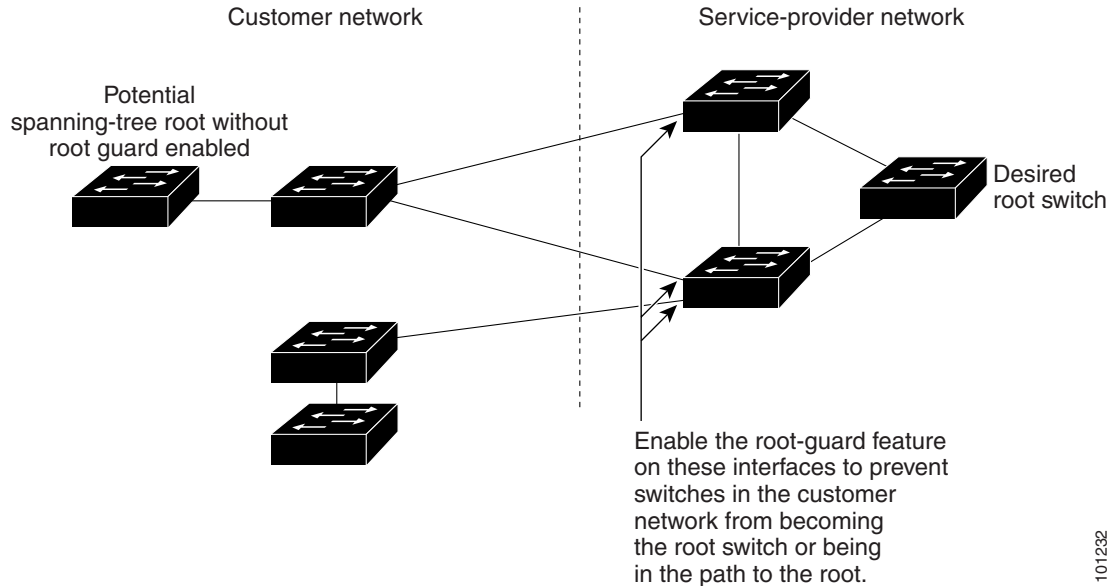 Customer network
Service-provider network
Potential
spanning-tree root without
root guard enabled
Desired
root switch
Enable the root-guard feature
on these interfaces to prevent
switches in the customer
network from becoming
the root switch or being
in the path to the root.
101232